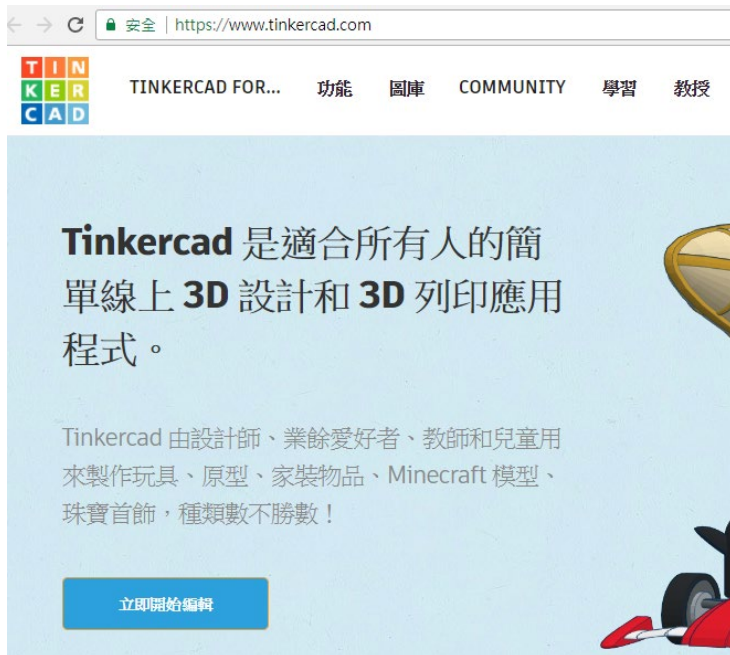 安全 | https://www.tinkercad.com
TIN
KER
CAD
TINKERCAD FOR... 功能 圖庫 COMMUNITY 學習 教授
Tinkercad 是適合所有人的簡
單線上 3D 設計和 3D 列印應用
程式。
Tinkercad 由設計師、業餘愛好者、教師和兒童用
來製作玩具、原型、家裝物品、Minecraft 模型、
珠寶首飾，種類數不勝數！
立即開始編輯